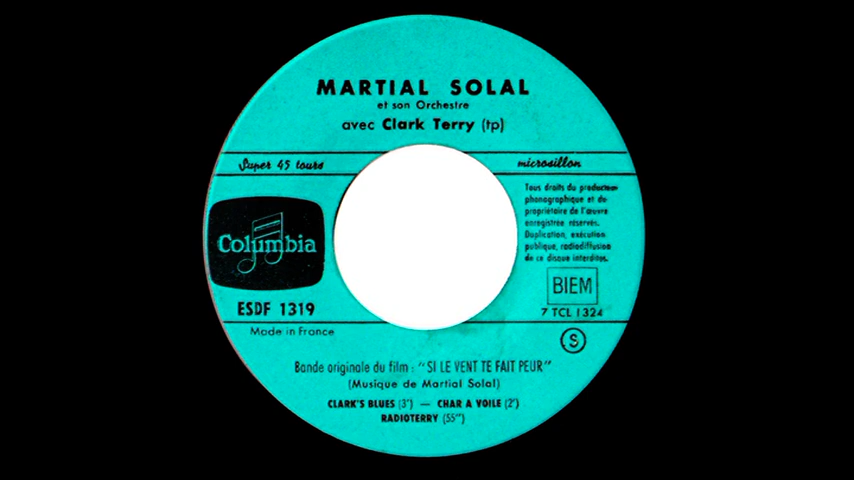 MARTIAL SOLAL
et son Orchestre
avec Clark Terry (tp)
Super 45 tours
microsillon
Tous droits du producteur
phonographique et du
propriétaire de l'œuvre
enregistrée réservés.
Duplication, exécution
publique, radiodiffusion
de ce disque interdites.
Columbia
BIEM
ESDF 1319
7 TCL 1324
Made in France
S
Bande originale du film : "SI LE VENT TE FAIT PEUR"
(Musique de Martial Solal)
CLARK'S BLUES (3') — CHAR A VOILE (2')
RADIOTERRY (55")